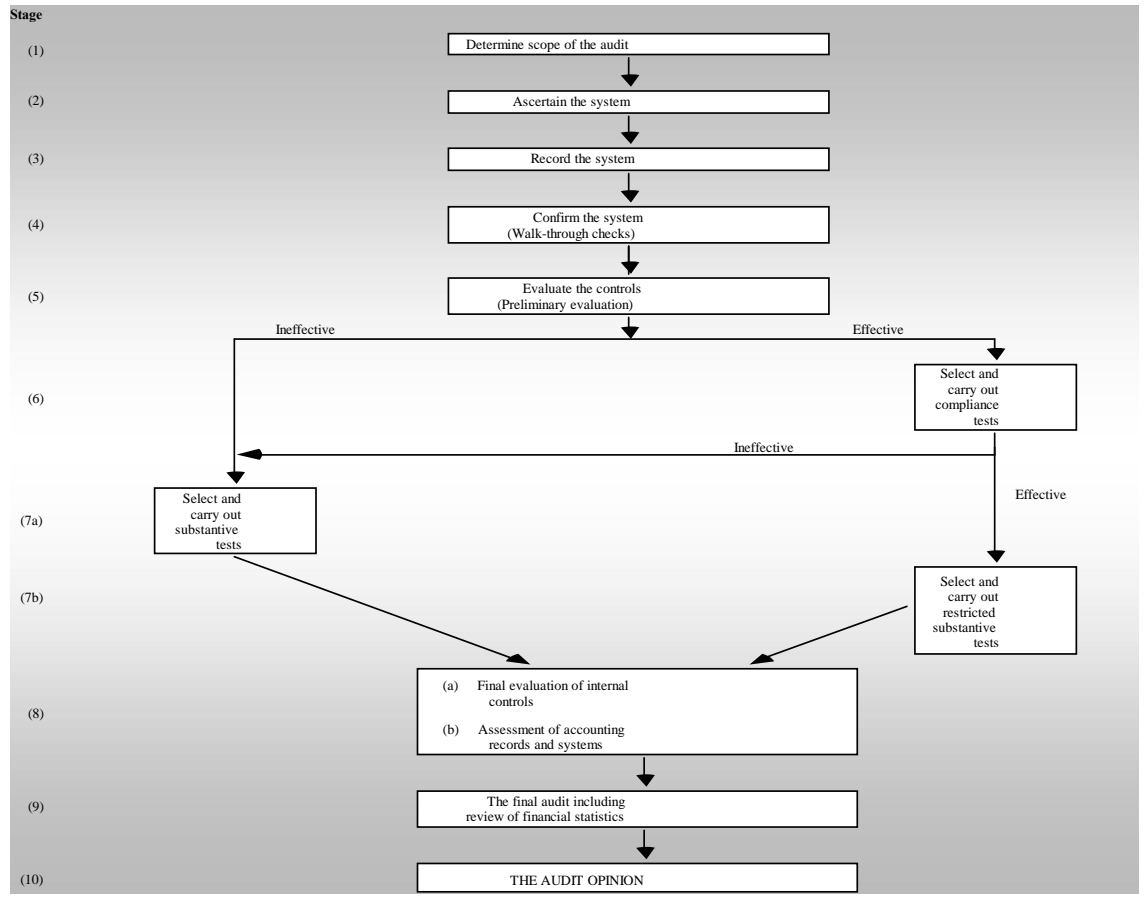 Stage
(1)
Determine scope of the audit
(2)
Ascertain the system
(3)
Record the system
(4)
Confirm the system
(Walk-through checks)
(5)
Evaluate the controls
(Preliminary evaluation)
Ineffective
Effective
(6)
Select and
carry out
compliance
tests
Ineffective
Effective
(7a)
Select and
carry out
substantive
tests
(7b)
Select and
carry out
restricted
substantive
tests
(8)
(a) Final evaluation of internal
controls
(b) Assessment of accounting
records and systems
(9)
The final audit including
review of financial statistics
(10)
THE AUDIT OPINION